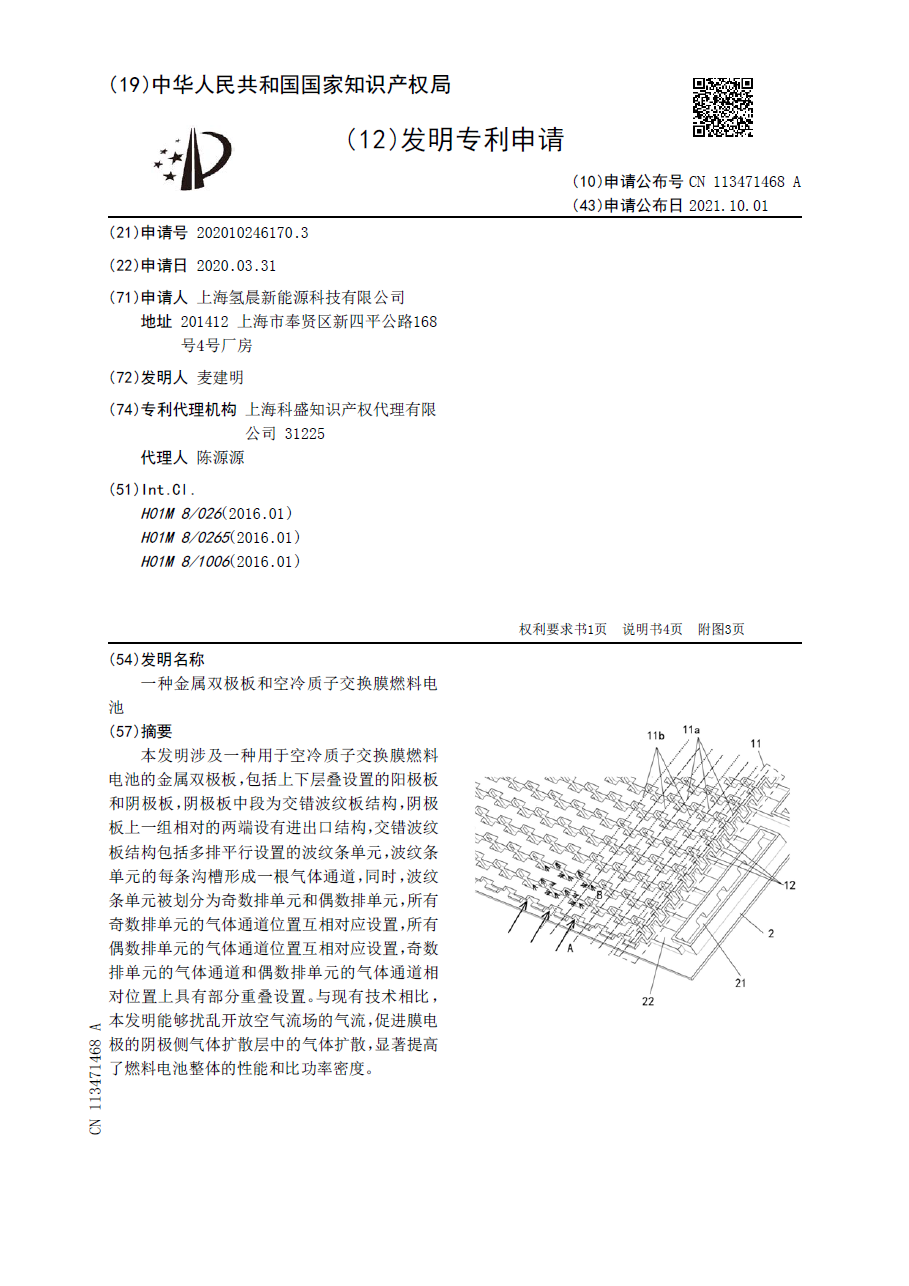 (19)中华人民共和国国家知识产权局
(12)发明专利申请
(10)申请公布号 CN 113471468 A
(43)申请公布日 2021.10.01
(21)申请号 202010246170.3
(22)申请日 2020.03.31
(71)申请人 上海氢晨新能源科技有限公司
地址 201412 上海市奉贤区新四平公路168
号4号厂房
(72)发明人 麦建明
(74)专利代理机构 上海科盛知识产权代理有限
公司 31225
代理人 陈源源
(51)Int.Cl.
H01M 8/026(2016.01)
H01M 8/0265(2016.01)
H01M 8/1006(2016.01)
权利要求书1页 说明书4页 附图3页
(54)发明名称
一种金属双极板和空冷质子交换膜燃料电
池
(57)摘要
本发明涉及一种用于空冷质子交换膜燃料
电池的金属双极板,包括上下层叠设置的阳极板
和阴极板,阴极板中段为交错波纹板结构,阴极
板上一组相对的两端设有进出口结构,交错波纹
板结构包括多排平行设置的波纹条单元,波纹条
单元的每条沟槽形成一根气体通道,同时,波纹
条单元被划分为奇数排单元和偶数排单元,所有
奇数排单元的气体通道位置互相对应设置,所有
偶数排单元的气体通道位置互相对应设置,奇数
排单元的气体通道和偶数排单元的气体通道相
对位置上具有部分重叠设置。与现有技术相比,
本发明能够扰乱开放空气流场的气流,促进膜电
极的阴极侧气体扩散层中的气体扩散,显著提高
了燃料电池整体的性能和比功率密度。
11b
11a
11
12
B
A
2
21
22
CN 113471468 A